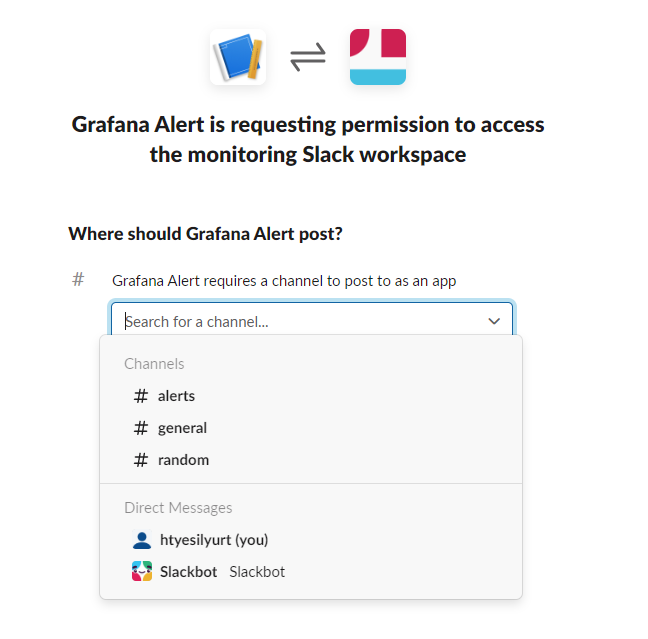 Grafana Alert is requesting permission to access
the monitoring Slack workspace
Where should Grafana Alert post?
# Grafana Alert requires a channel to post to as an app
Search for a channel...
Channels
# alerts
# general
# random
Direct Messages
htyesilyurt (you)
Slackbot Slackbot